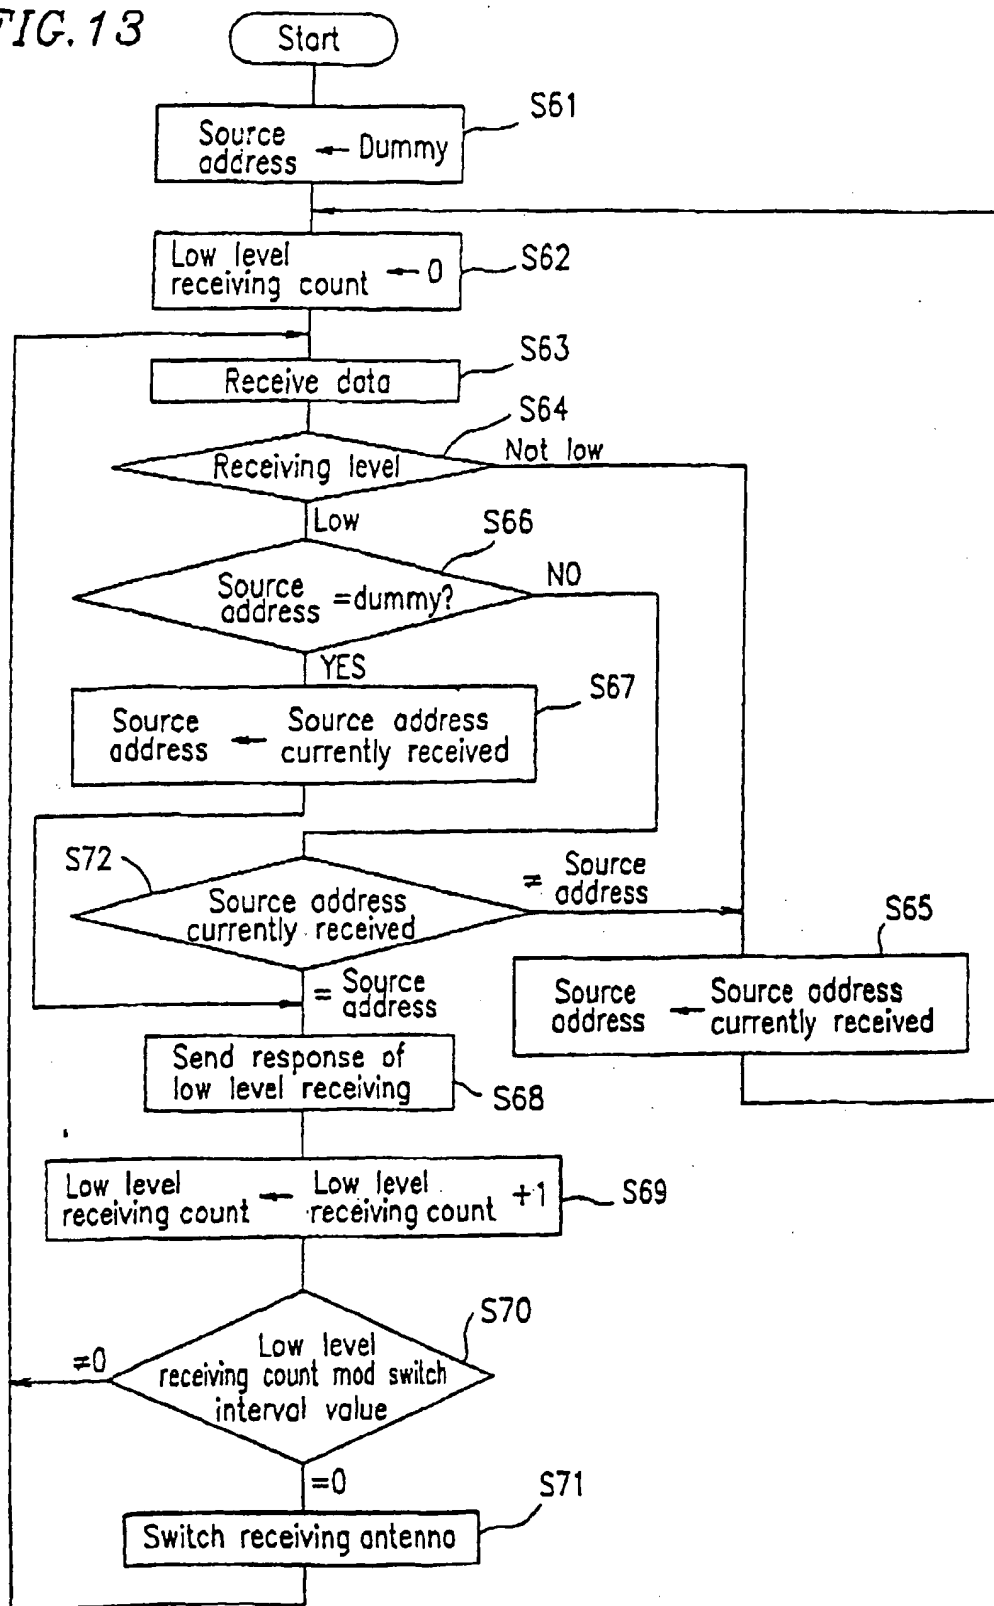 FIG. 13
Start
S61
Source address ← Dummy
Low level receiving count ← 0
S62
S63
Receive data
S64
Receiving level
Not low
Low
S66
Source address =dummy?
NO
YES
S67
Source address ← Source address currently received
S72
Source address currently received
≠ Source address
= Source address
S65
Source address ← Source address currently received
Send response of
low level receiving
S68
Low level receiving count ← Low level receiving count +1
S69
S70
Low level
receiving count mod switch
interval value
≠0
=0
S71
Switch receiving antenna